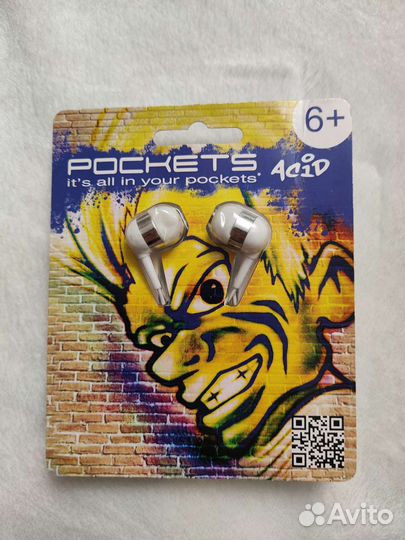 6+
POCKETS ACID
it's all in your pockets®
Avito